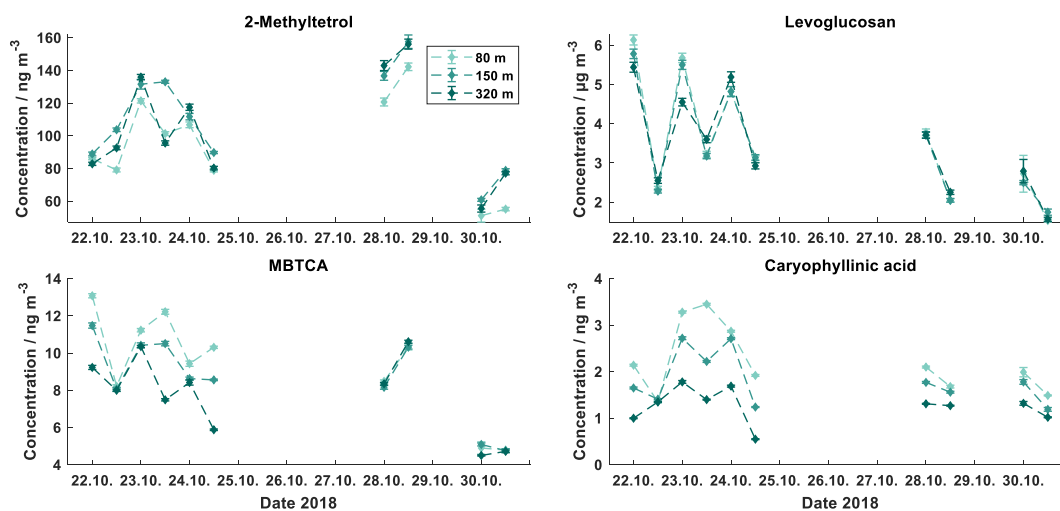 2-Methyltetrol
Concentration / ng m-3
160
140
120
100
80
60
80 m
150 m
320 m
22.10. 23.10. 24.10. 25.10. 26.10. 27.10. 28.10. 29.10. 30.10.
Levoglucosan
Concentration / µg m-3
6
5
4
3
2
22.10. 23.10. 24.10. 25.10. 26.10. 27.10. 28.10. 29.10. 30.10.
MBTCA
Concentration / ng m-3
14
12
10
8
6
4
22.10. 23.10. 24.10. 25.10. 26.10. 27.10. 28.10. 29.10. 30.10.
Date 2018
Caryophyllinic acid
Concentration / ng m-3
4
3
2
1
0
22.10. 23.10. 24.10. 25.10. 26.10. 27.10. 28.10. 29.10. 30.10.
Date 2018